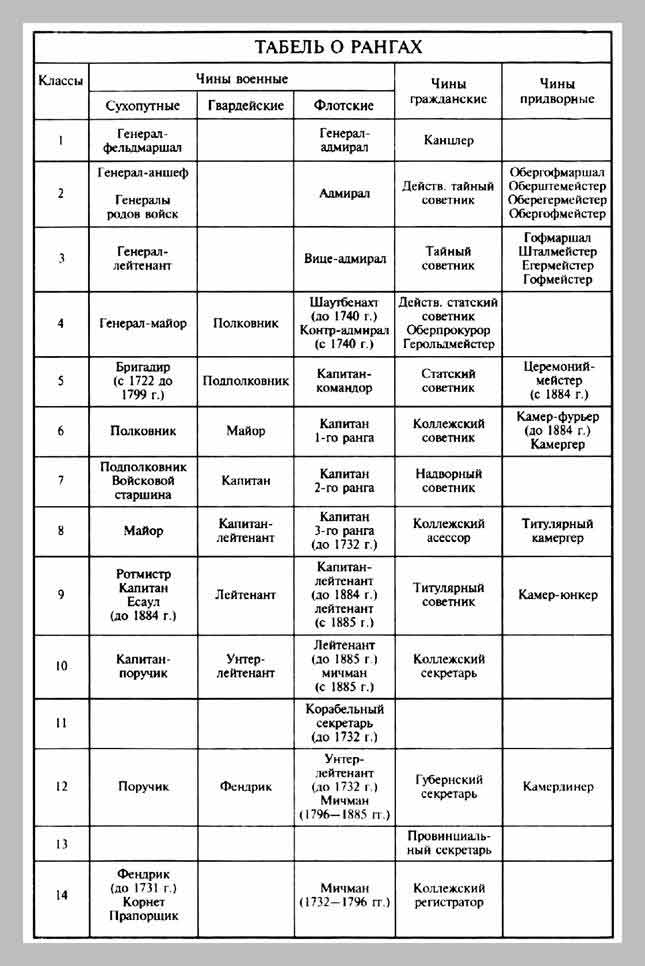 ТАБЕЛЬ О РАНГАХ
Классы
Чины военные
Чины
гражданские
Чины
придворные
Сухопутные
Гвардейские
Флотские
1
Генерал-
фельдмаршал
Генерал-
адмирал
Канцлер
2
Генерал-аншеф
Генералы
родов войск
Адмирал
Действ. тайный
советник
Обергофмаршал
Оберштемейстер
Оберегермейстер
Обергофмейстер
3
Генерал-
лейтенант
Вице-адмирал
Тайный
советник
Гофмаршал
Шталмейстер
Егермейстер
Гофмейстер
4
Генерал-майор
Полковник
Шаутбенахт
(до 1740 г.)
Контр-адмирал
(с 1740 г.)
Действ. статский
советник
Оберпрокурор
Герольдмейстер
5
Бригадир
(с 1722 до
1799 г.)
Подполковник
Капитан-
командор
Статский
советник
Церемоний-
мейстер
(с 1884 г.)
6
Полковник
Майор
Капитан
1-го ранга
Коллежский
советник
Камер-фурьер
(до 1884 г.)
Камергер
7
Подполковник
Войсковой
старшина
Капитан
Капитан
2-го ранга
Надворный
советник
8
Майор
Капитан-
лейтенант
Капитан
3-го ранга
(до 1732 г.)
Коллежский
асессор
Титулярный
камергер
9
Ротмистр
Капитан
Есаул
(до 1884 г.)
Лейтенант
Капитан-
лейтенант
(до 1884 г.)
лейтенант
(с 1885 г.)
Титулярный
советник
Камер-юнкер
10
Капитан-
поручик
Унтер-
лейтенант
Лейтенант
(до 1885 г.)
мичман
(с 1885 г.)
Коллежский
секретарь
11
Корабельный
секретарь
(до 1732 г.)
12
Поручик
Фендрик
Унтер-
лейтенант
(до 1732 г.)
Мичман
(1796—1885 гг.)
Губернский
секретарь
Камердинер
13
Провинциаль-
ный секретарь
14
Фендрик
(до 1731 г.)
Корнет
Прапорщик
Мичман
(1732—1796 гг.)
Коллежский
регистратор